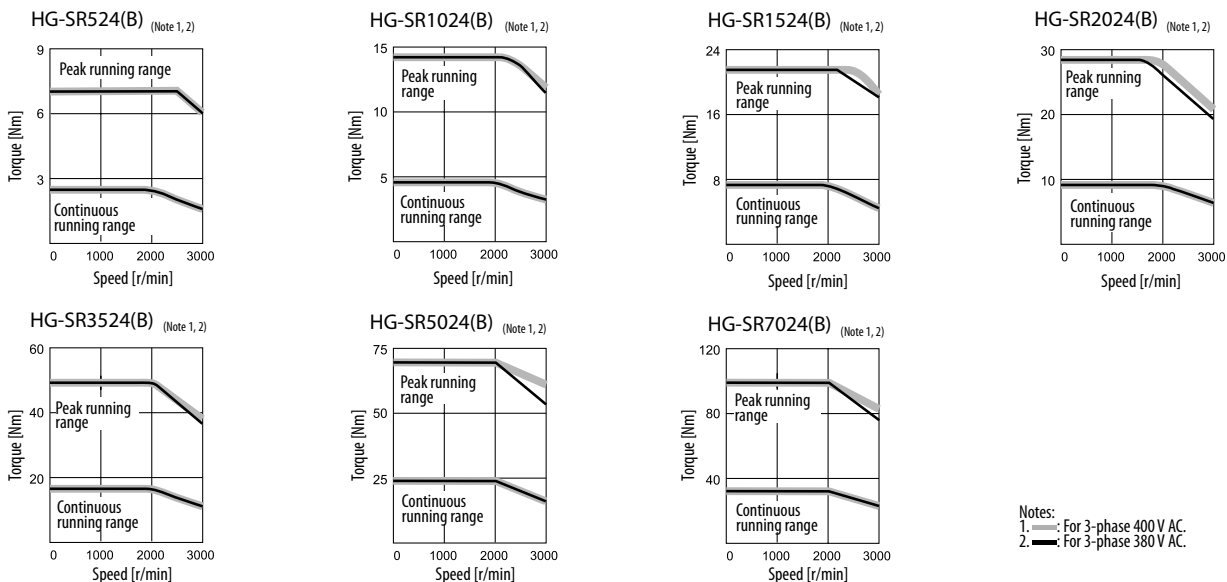 HG-SR524(B) (Note 1, 2)
9
6
3
Torque [Nm]
Peak running range
Continuous
running range
0 1000 2000 3000
Speed [r/min]
HG-SR1024(B) (Note 1, 2)
15
10
5
Torque [Nm]
Peak running
range
Continuous
running range
0 1000 2000 3000
Speed [r/min]
HG-SR1524(B) (Note 1, 2)
24
16
8
Torque [Nm]
Peak running
range
Continuous
running range
0 1000 2000 3000
Speed [r/min]
HG-SR2024(B) (Note 1, 2)
30
20
10
Torque [Nm]
Peak running
range
Continuous
running range
0 1000 2000 3000
Speed [r/min]
HG-SR3524(B) (Note 1, 2)
60
40
20
Torque [Nm]
Peak running
range
Continuous
running range
0 1000 2000 3000
Speed [r/min]
HG-SR5024(B) (Note 1, 2)
75
50
25
Torque [Nm]
Peak running
range
Continuous
running range
0 1000 2000 3000
Speed [r/min]
HG-SR7024(B) (Note 1, 2)
120
80
40
Torque [Nm]
Peak running
range
Continuous
running range
0 1000 2000 3000
Speed [r/min]
Notes:
1. : For 3-phase 400 V AC.
2. : For 3-phase 380 V AC.